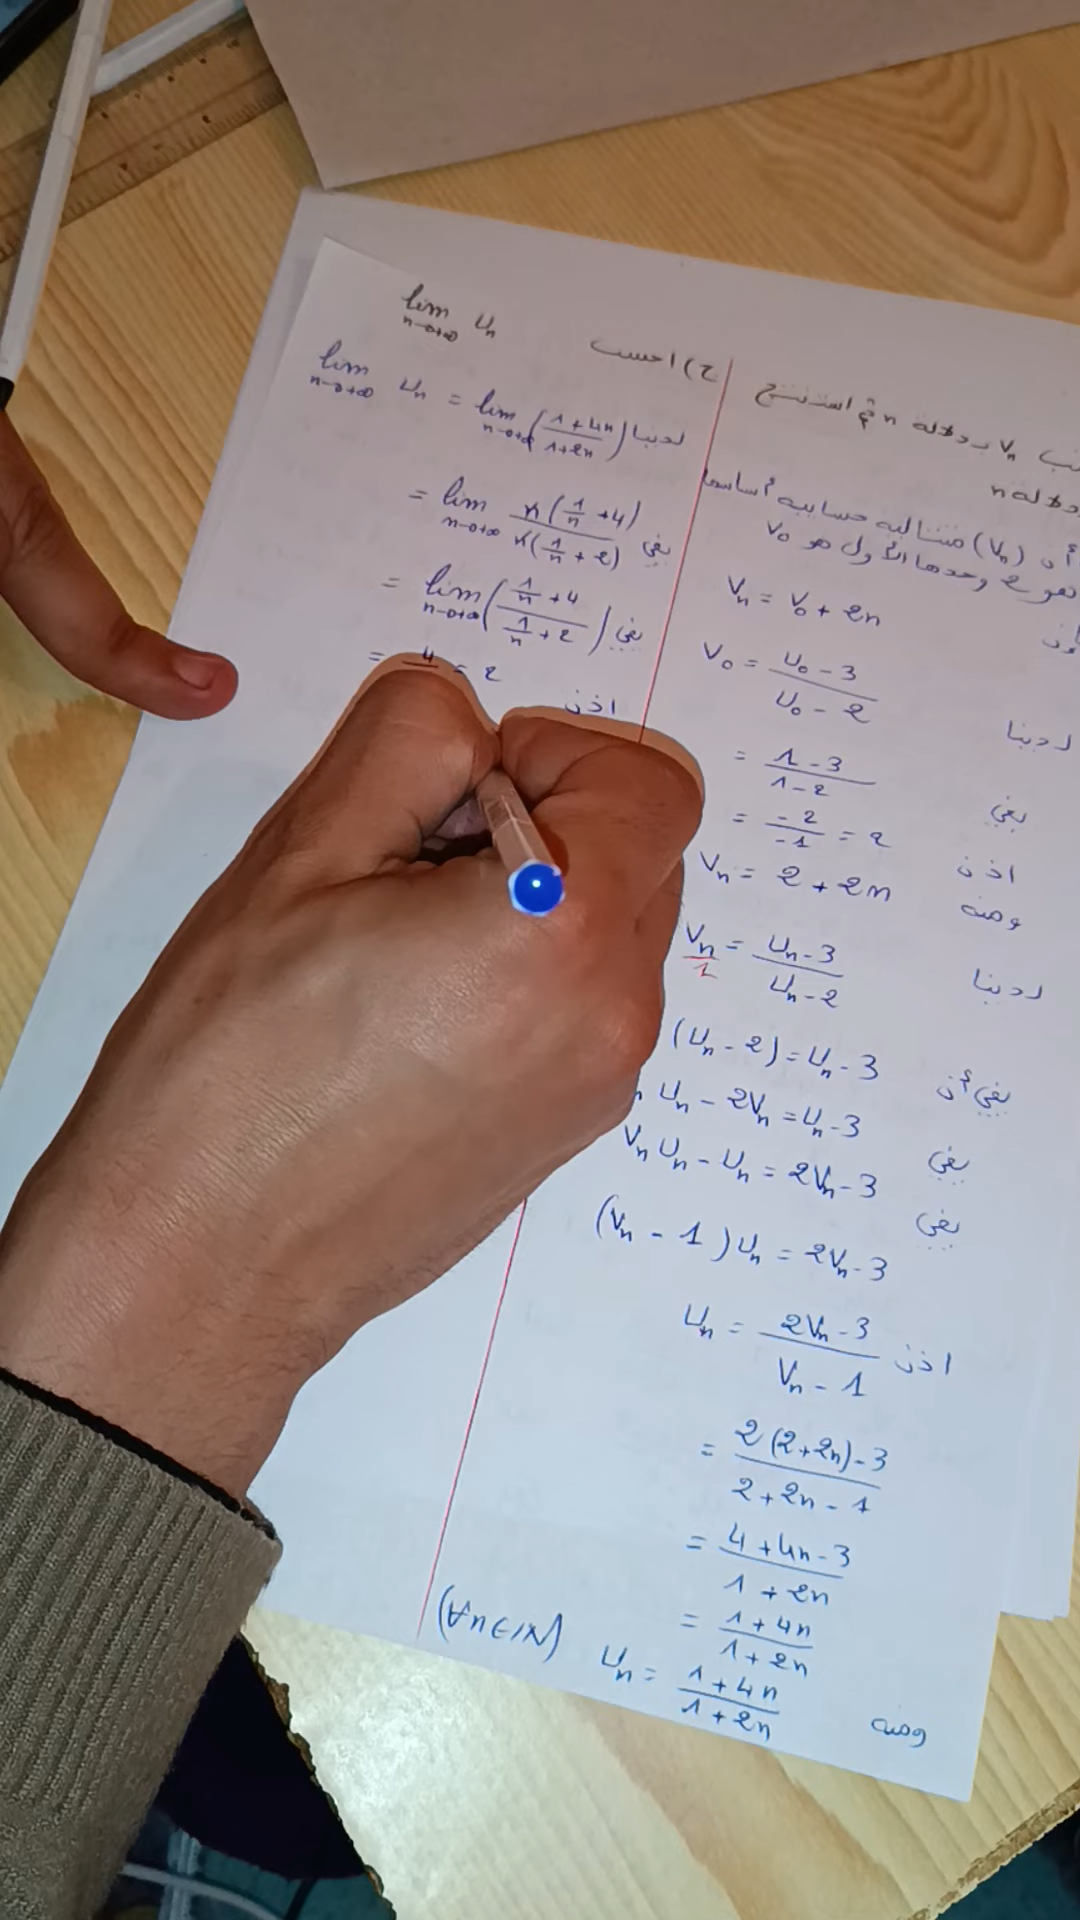 بـ Vₙ بدلالة n ثم استنتج
بدلالة n
أن (Vₙ) متتالية حسابية أساسها
هو 2 وحدها الأول هو V₀
Vₙ = V₀ + 2n
لدينا V₀ = (U₀ - 3)/(U₀ - 2)
يعني = (1 - 3)/(1 - 2)
اذن = (-2)/(-1) = 2
ومنه Vₙ = 2 + 2n
لدينا Vₙ/1 = (Uₙ - 3)/(Uₙ - 2)
يعني أن (Uₙ - 2) = Uₙ - 3
يعني Uₙ - 2Vₙ = Uₙ - 3
يعني VₙUₙ - Uₙ = 2Vₙ - 3
(Vₙ - 1)Uₙ = 2Vₙ - 3
اذن Uₙ = (2Vₙ - 3)/(Vₙ - 1)
= (2(2+2n) - 3)/(2+2n - 1)
= (4 + 4n - 3)/(1 + 2n)
= (1 + 4n)/(1 + 2n)
ومنه Uₙ = (1 + 4n)/(1 + 2n) (∀n∈ℕ)
2) احسب lim n→+∞ Uₙ
لدينا lim n→+∞ Uₙ = lim n→+∞ ((1+4n)/(1+2n))
يعني = lim n→+∞ n(1/n + 4)/n(1/n + 2)
يعني = lim n→+∞ ((1/n + 4)/(1/n + 2))
= 4 = 2
اذن